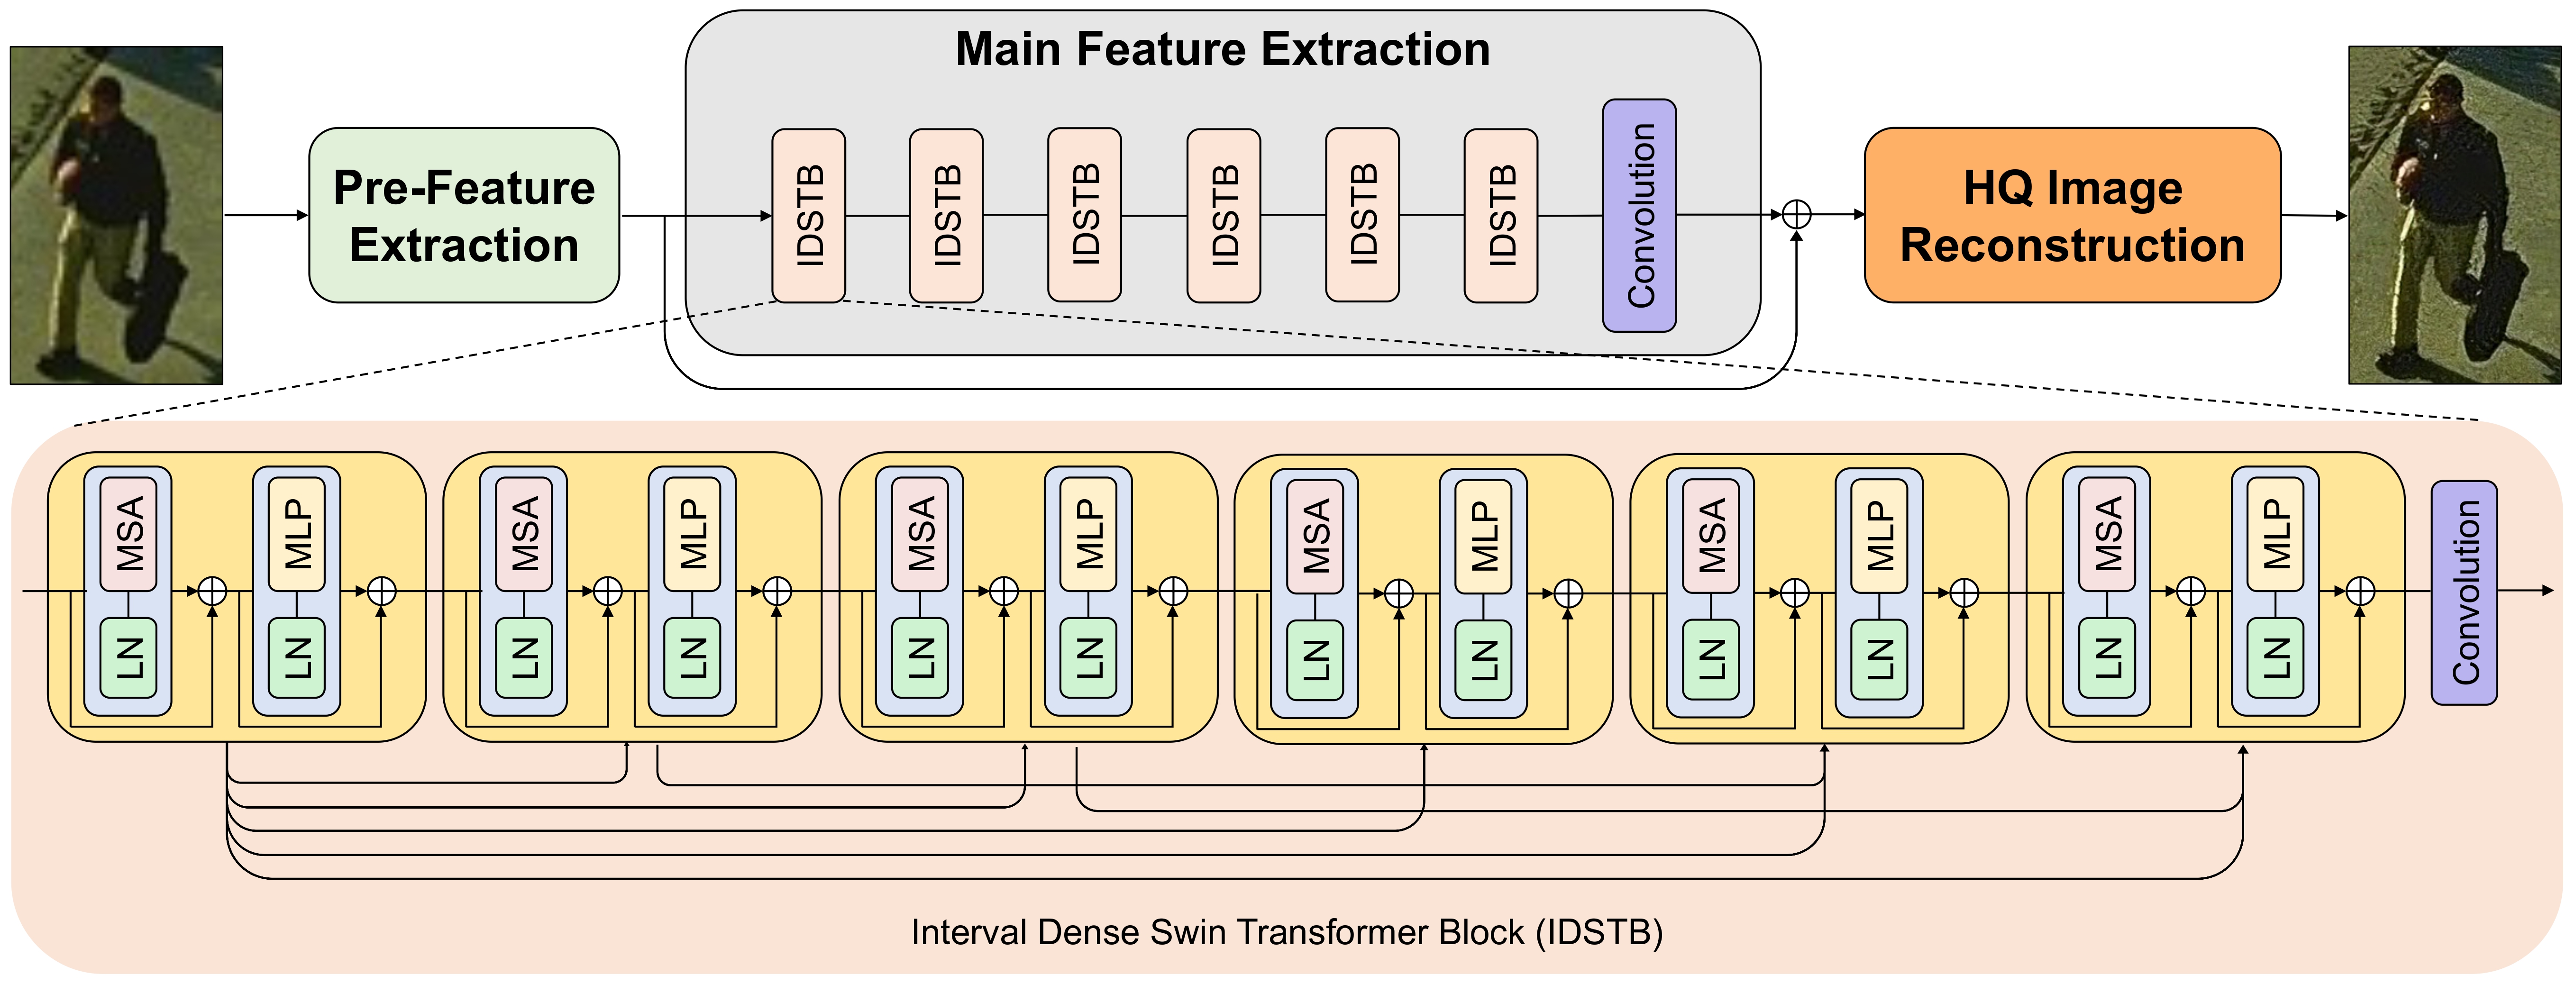 Main Feature Extraction
Pre-Feature
Extraction
IDSTB
IDSTB
IDSTB
IDSTB
IDSTB
IDSTB
Convolution
HQ Image
Reconstruction
MSA
LN
MLP
LN
MSA
LN
MLP
LN
MSA
LN
MLP
LN
MSA
LN
MLP
LN
MSA
LN
MLP
LN
MSA
LN
MLP
LN
Convolution
Interval Dense Swin Transformer Block (IDSTB)